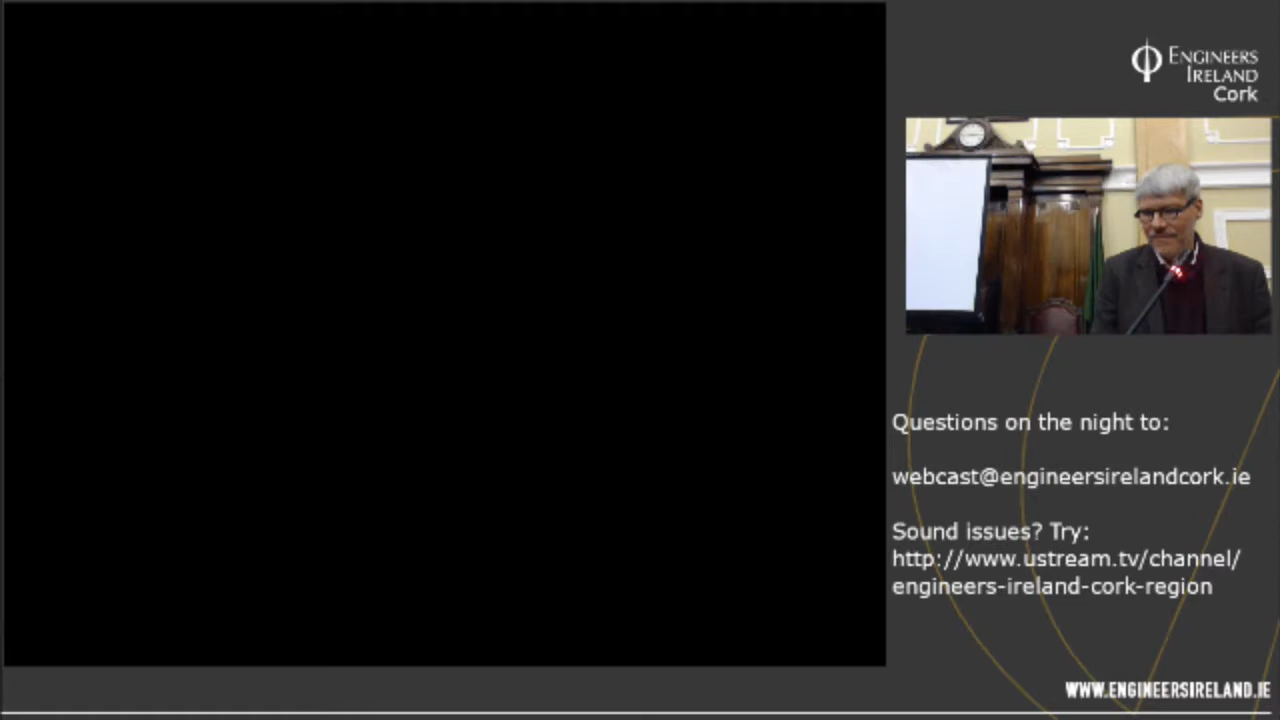 ENGINEERS
IRELAND
Cork
Questions on the night to:
webcast@engineersirelandcork.ie
Sound issues? Try:
http://www.ustream.tv/channel/
engineers-ireland-cork-region
WWW.ENGINEERSIRELAND.IE